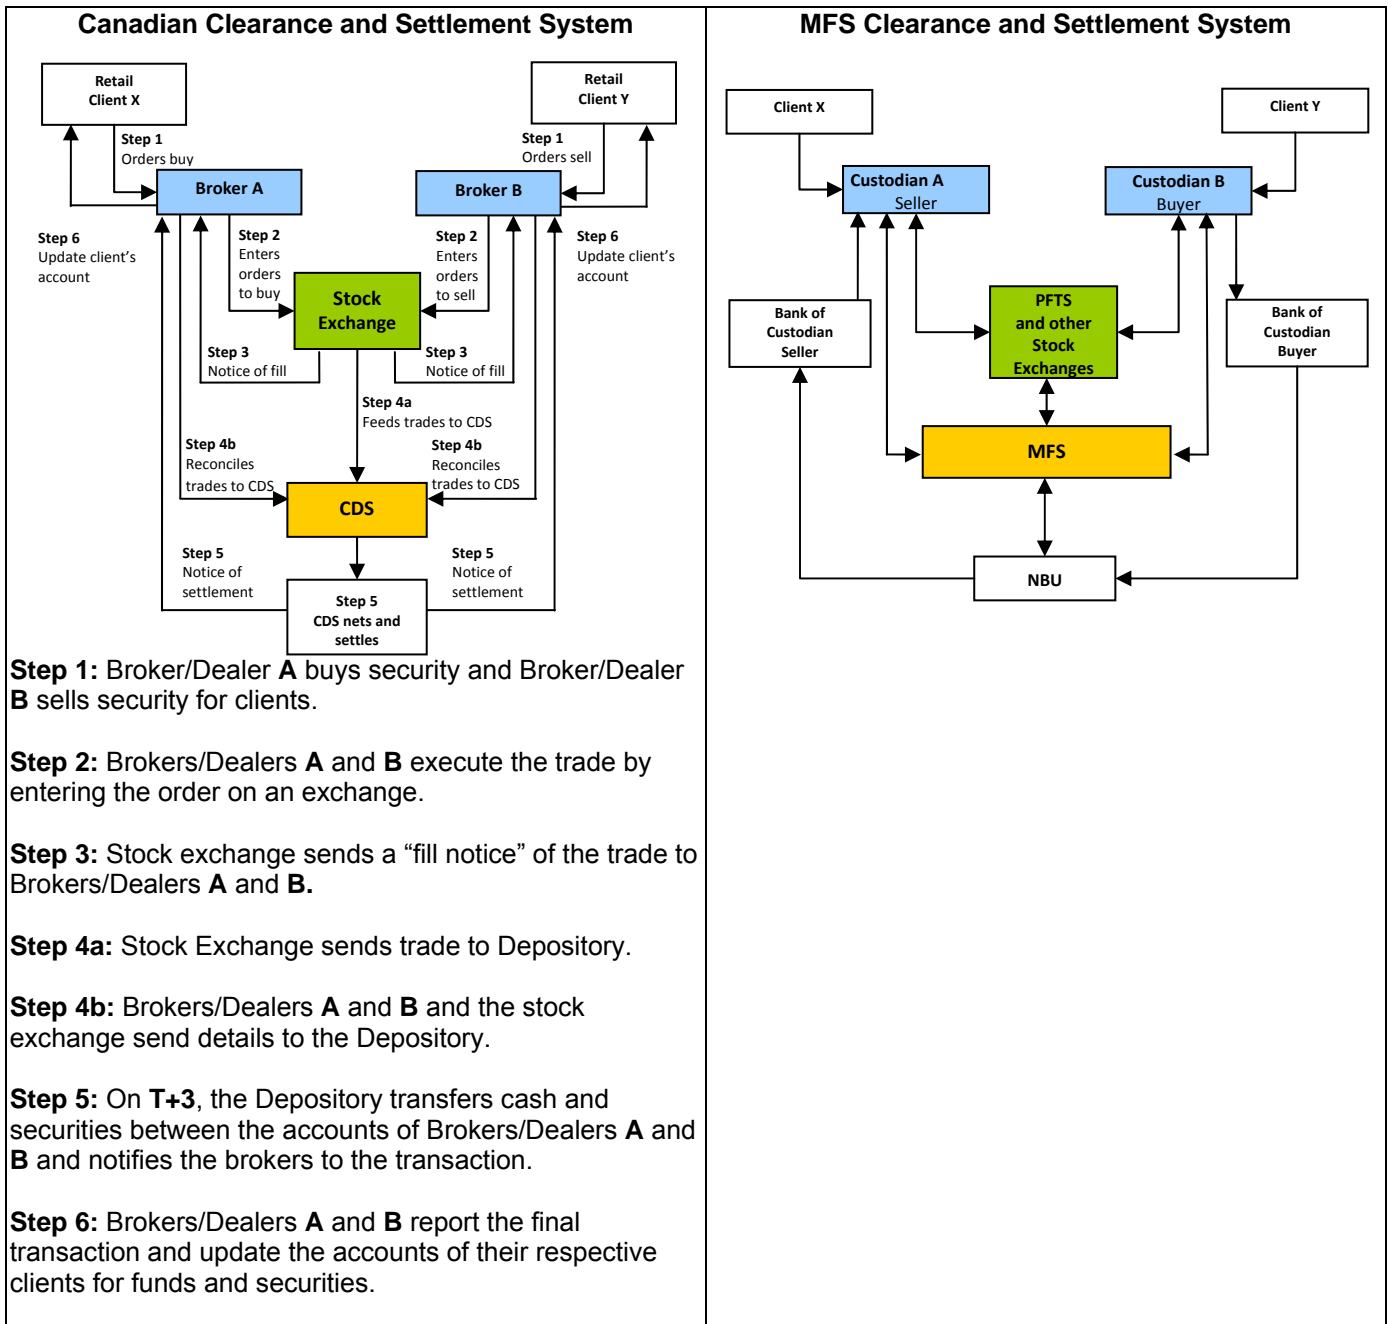 Canadian Clearance and Settlement System
Retail
Client X
Retail
Client Y
Step 1
Orders buy
Step 1
Orders sell
Broker A
Broker B
Step 6
Update client's
account
Step 2
Enters
orders
to buy
Step 2
Enters
orders
to sell
Step 6
Update client's
account
Stock
Exchange
Step 3
Notice of fill
Step 3
Notice of fill
Step 4a
Feeds trades to CDS
Step 4b
Reconciles
trades to CDS
Step 4b
Reconciles
trades to CDS
CDS
Step 5
Notice of
settlement
Step 5
Notice of
settlement
Step 5
CDS nets and
settles
Step 1: Broker/Dealer A buys security and Broker/Dealer
B sells security for clients.
Step 2: Brokers/Dealers A and B execute the trade by
entering the order on an exchange.
Step 3: Stock exchange sends a “fill notice” of the trade to
Brokers/Dealers A and B.
Step 4a: Stock Exchange sends trade to Depository.
Step 4b: Brokers/Dealers A and B and the stock
exchange send details to the Depository.
Step 5: On T+3, the Depository transfers cash and
securities between the accounts of Brokers/Dealers A and
B and notifies the brokers to the transaction.
Step 6: Brokers/Dealers A and B report the final
transaction and update the accounts of their respective
clients for funds and securities.
MFS Clearance and Settlement System
Client X
Client Y
Custodian A
Seller
Custodian B
Buyer
Bank of
Custodian
Seller
PFTS
and other
Stock
Exchanges
Bank of
Custodian
Buyer
MFS
NBU